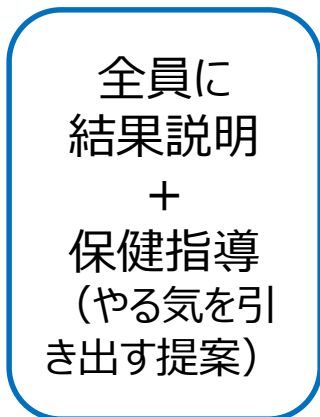 全員に
結果説明
+
保健指導
（やる気を引
き出す提案）